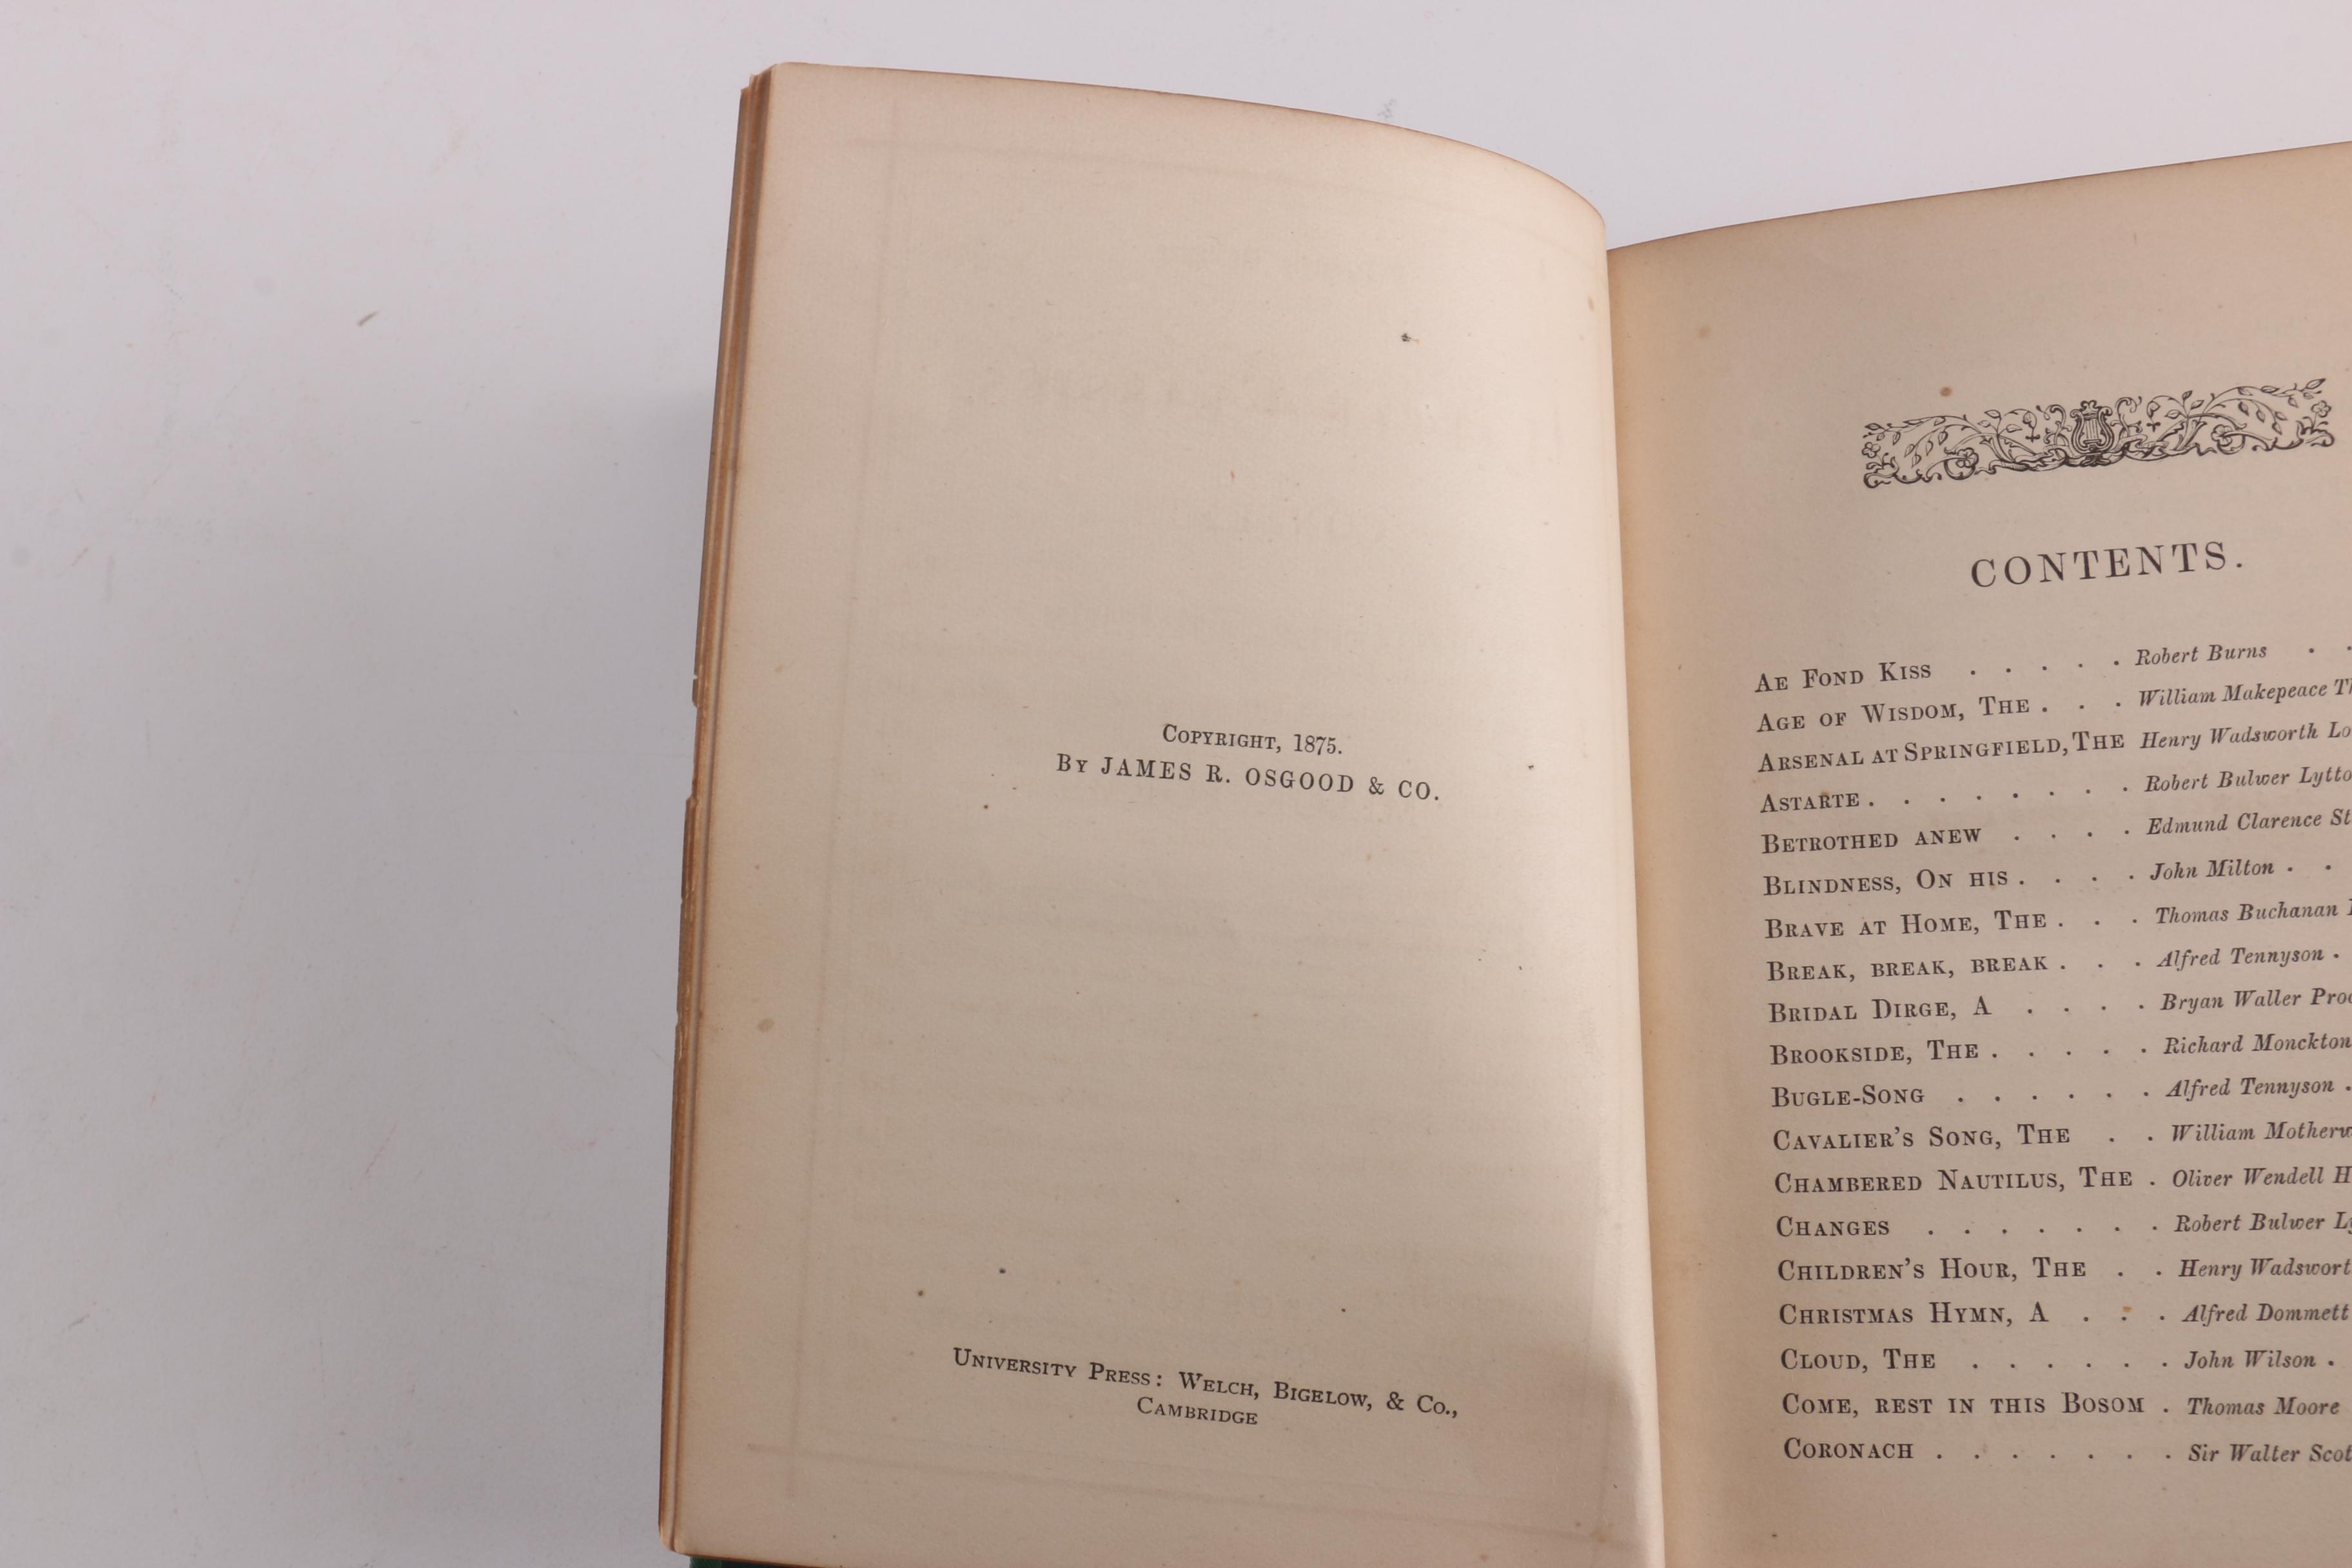 Copyright, 1875.
By JAMES R. OSGOOD & CO.
University Press: Welch, Bigelow, & Co.,
Cambridge
CONTENTS.
Ae Fond Kiss . . . . . Robert Burns . .
Age of Wisdom, The . . . William Makepeace
Arsenal at Springfield, The Henry Wadsworth
Astarte . . . . . . . . Robert Bulwer
Betrothed anew . . . . Edmund Clarence
Blindness, On his . . . . John Milton . .
Brave at Home, The . . . Thomas Buchanan
Break, break, break . . . Alfred Tennyson .
Bridal Dirge, A . . . . Bryan Waller
Brookside, The . . . . . Richard Monckton
Bugle-Song . . . . . . Alfred Tennyson .
Cavalier's Song, The . . William
Chambered Nautilus, The . Oliver Wendell
Changes . . . . . . . Robert Bulwer
Children's Hour, The . . Henry
Christmas Hymn, A . . . Alfred Dommett
Cloud, The . . . . . . John Wilson .
Come, rest in this Bosom . Thomas Moore
Coronach . . . . . . . Sir Walter